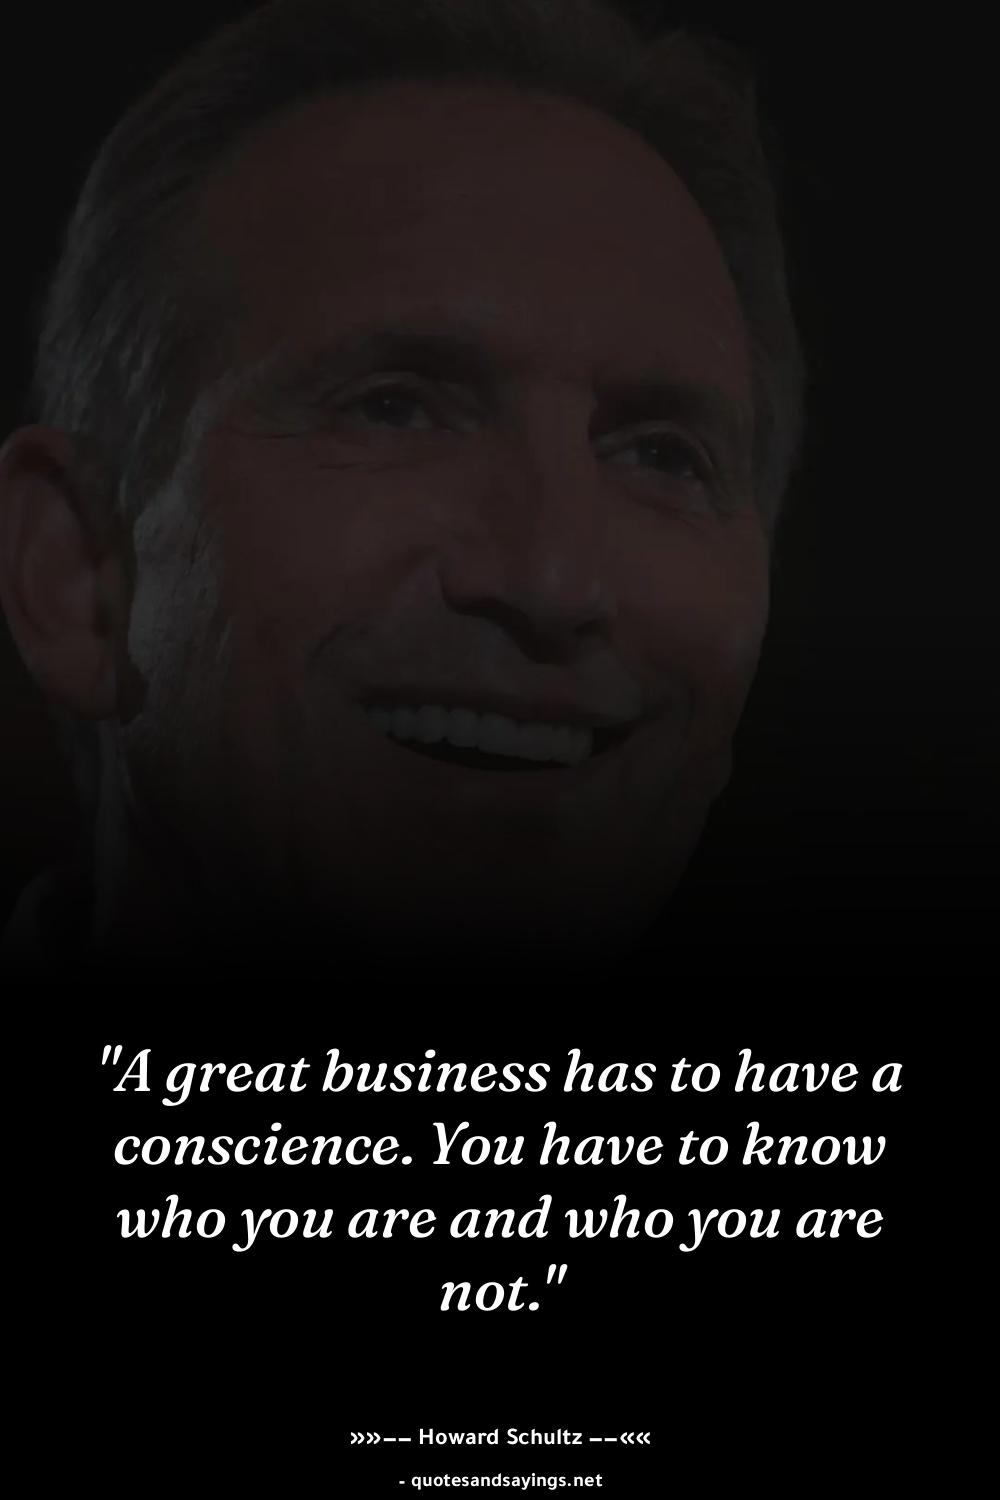 "A great business has to have a
conscience. You have to know
who you are and who you are
not."
»»−− Howard Schultz −−««
- quotesandsayings.net